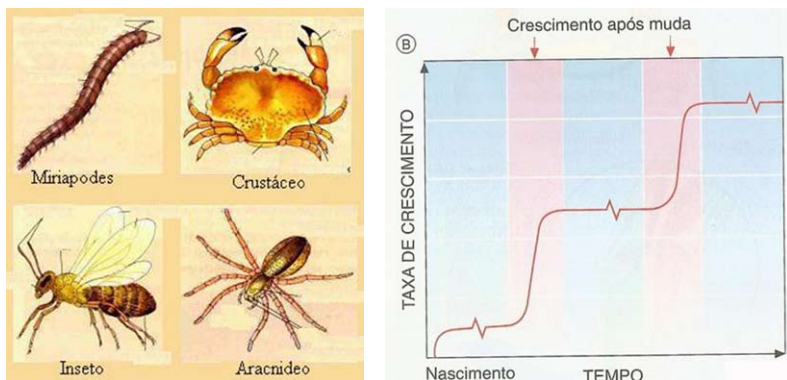 Miriapodes
Crustáceo
Inseto
Aracnideo
Crescimento após muda
B
TAXA DE CRESCIMENTO
Nascimento
TEMPO